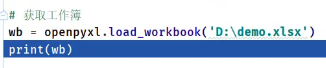 # 获取工作簿
wb = openpyxl.load_workbook('D:\demo.xlsx')
print(wb)